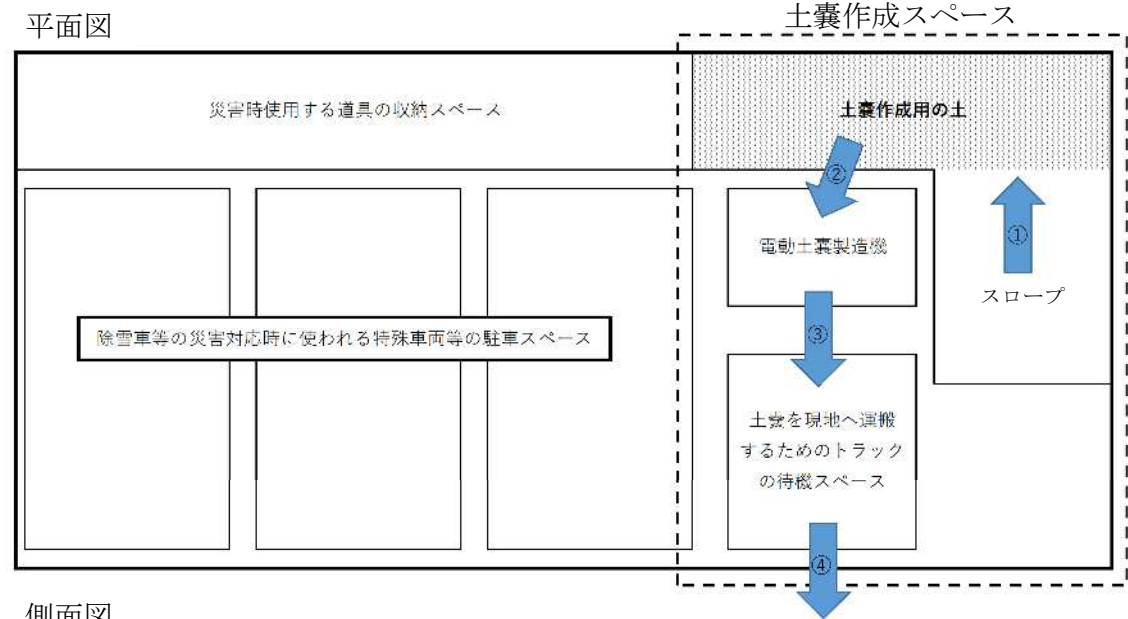 平面図
土嚢作成スペース
災害時使用する道具の収納スペース
土嚢作成用の土
②
①
電動土嚢製造機
スロープ
③
除雪車等の災害対応時に使われる特殊車両等の駐車スペース
土嚢を現地へ運搬
するためのトラック
の待機スペース
④
側面図